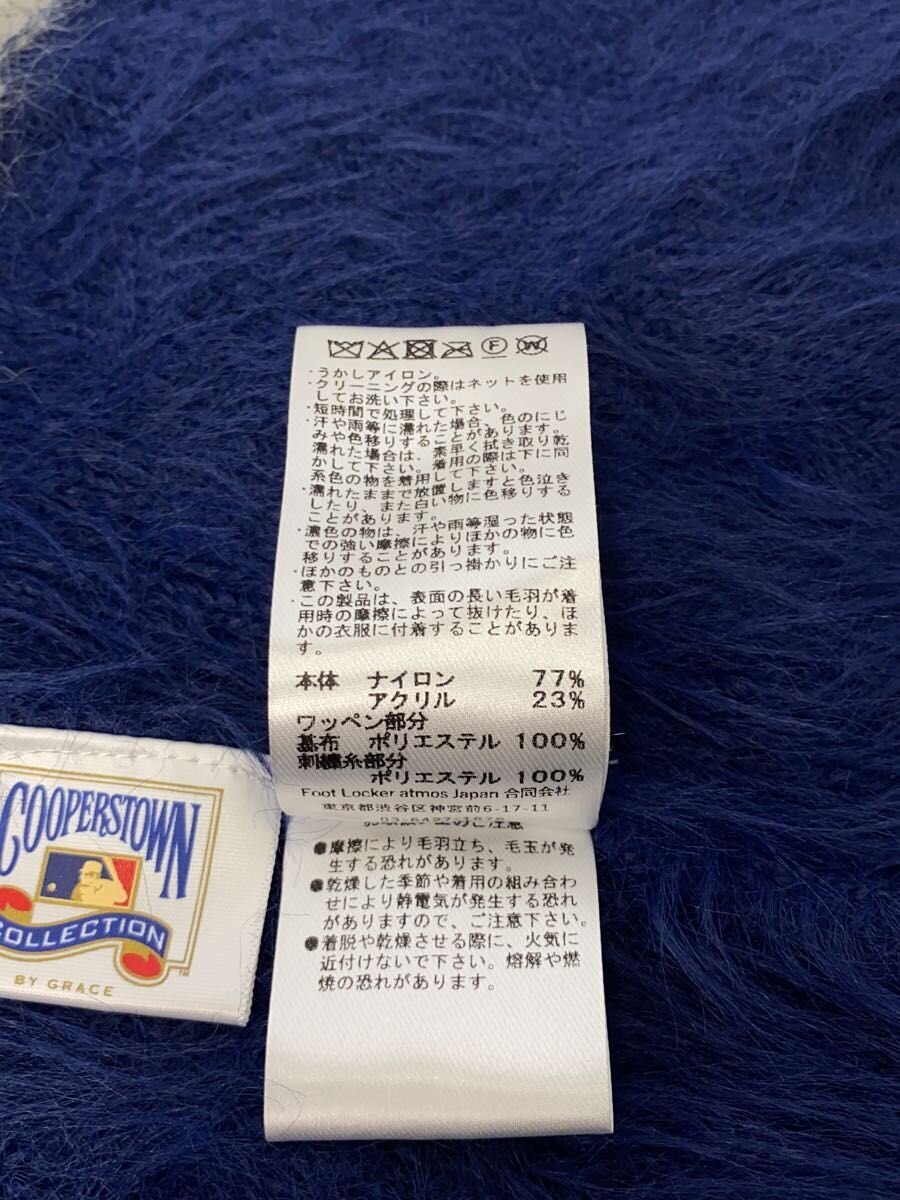 F W
・うかしアイロン。
・クリーニングの際はネットを使用
してお洗い下さい。
・短時間で処理して下さい。
・汗や雨等に濡れた場合、色のにじ
みや色移りすることがあります。
濡れた場合は、素早く拭き取り乾
かして下さい。着用の際は下に同
系色の物を着用して下さい。
・濡れたままで放置しますと色泣き
したり、また白い物に色移りする
ことがあります。
・濃色の物は、汗や雨等湿った状態
での強い摩擦によりほかの物に色
移りすることがあります。
・ほかのものとの引っ掛かりにご注
意下さい。
・この製品は、表面の長い毛羽が着
用時の摩擦によって抜けたり、ほ
かの衣服に付着することがありま
す。
本体 ナイロン 77%
アクリル 23%
ワッペン部分
基布 ポリエステル 100%
刺繍糸部分
ポリエステル 100%
Foot Locker atmos Japan 合同会社
東京都渋谷区神宮前6-17-11
ご注意
●摩擦により毛羽立ち、毛玉が発
生する恐れがあります。
●乾燥した季節や着用の組み合わ
せにより静電気が発生する恐れ
がありますので、ご注意下さい。
●着脱や乾燥させる際に、火気に
近付けないで下さい。熔解や燃
焼の恐れがあります。
COOPERSTOWN
COLLECTION
TM
BY GRACE